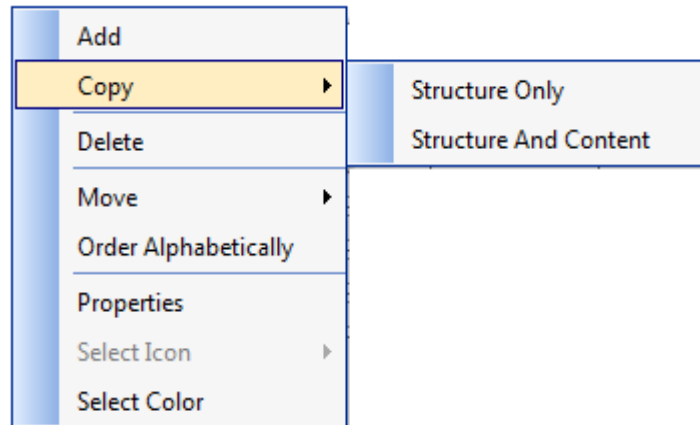 Add
Copy
Structure Only
Structure And Content
Delete
Move
Order Alphabetically
Properties
Select Icon
Select Color